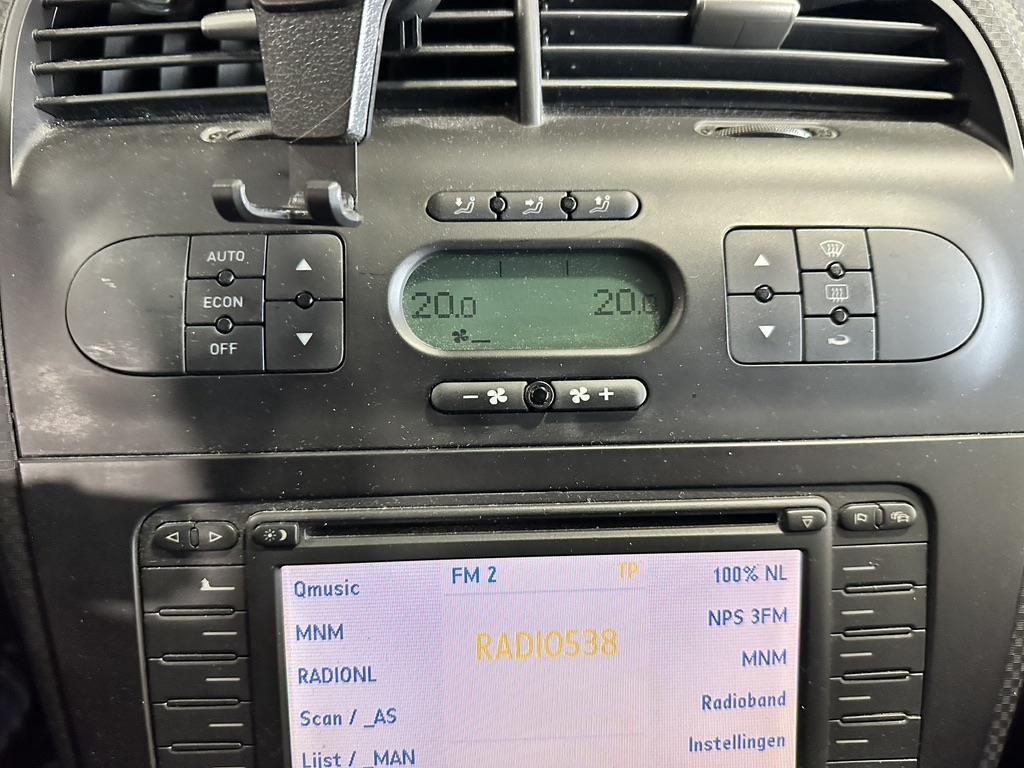 AUTO
ECON
OFF
20.0
20.0
−
+
Qmusic
FM 2
TP
100% NL
MNM
RADIO538
NPS 3FM
RADIONL
MNM
Scan / _AS
Radioband
Lijst / _MAN
Instellingen